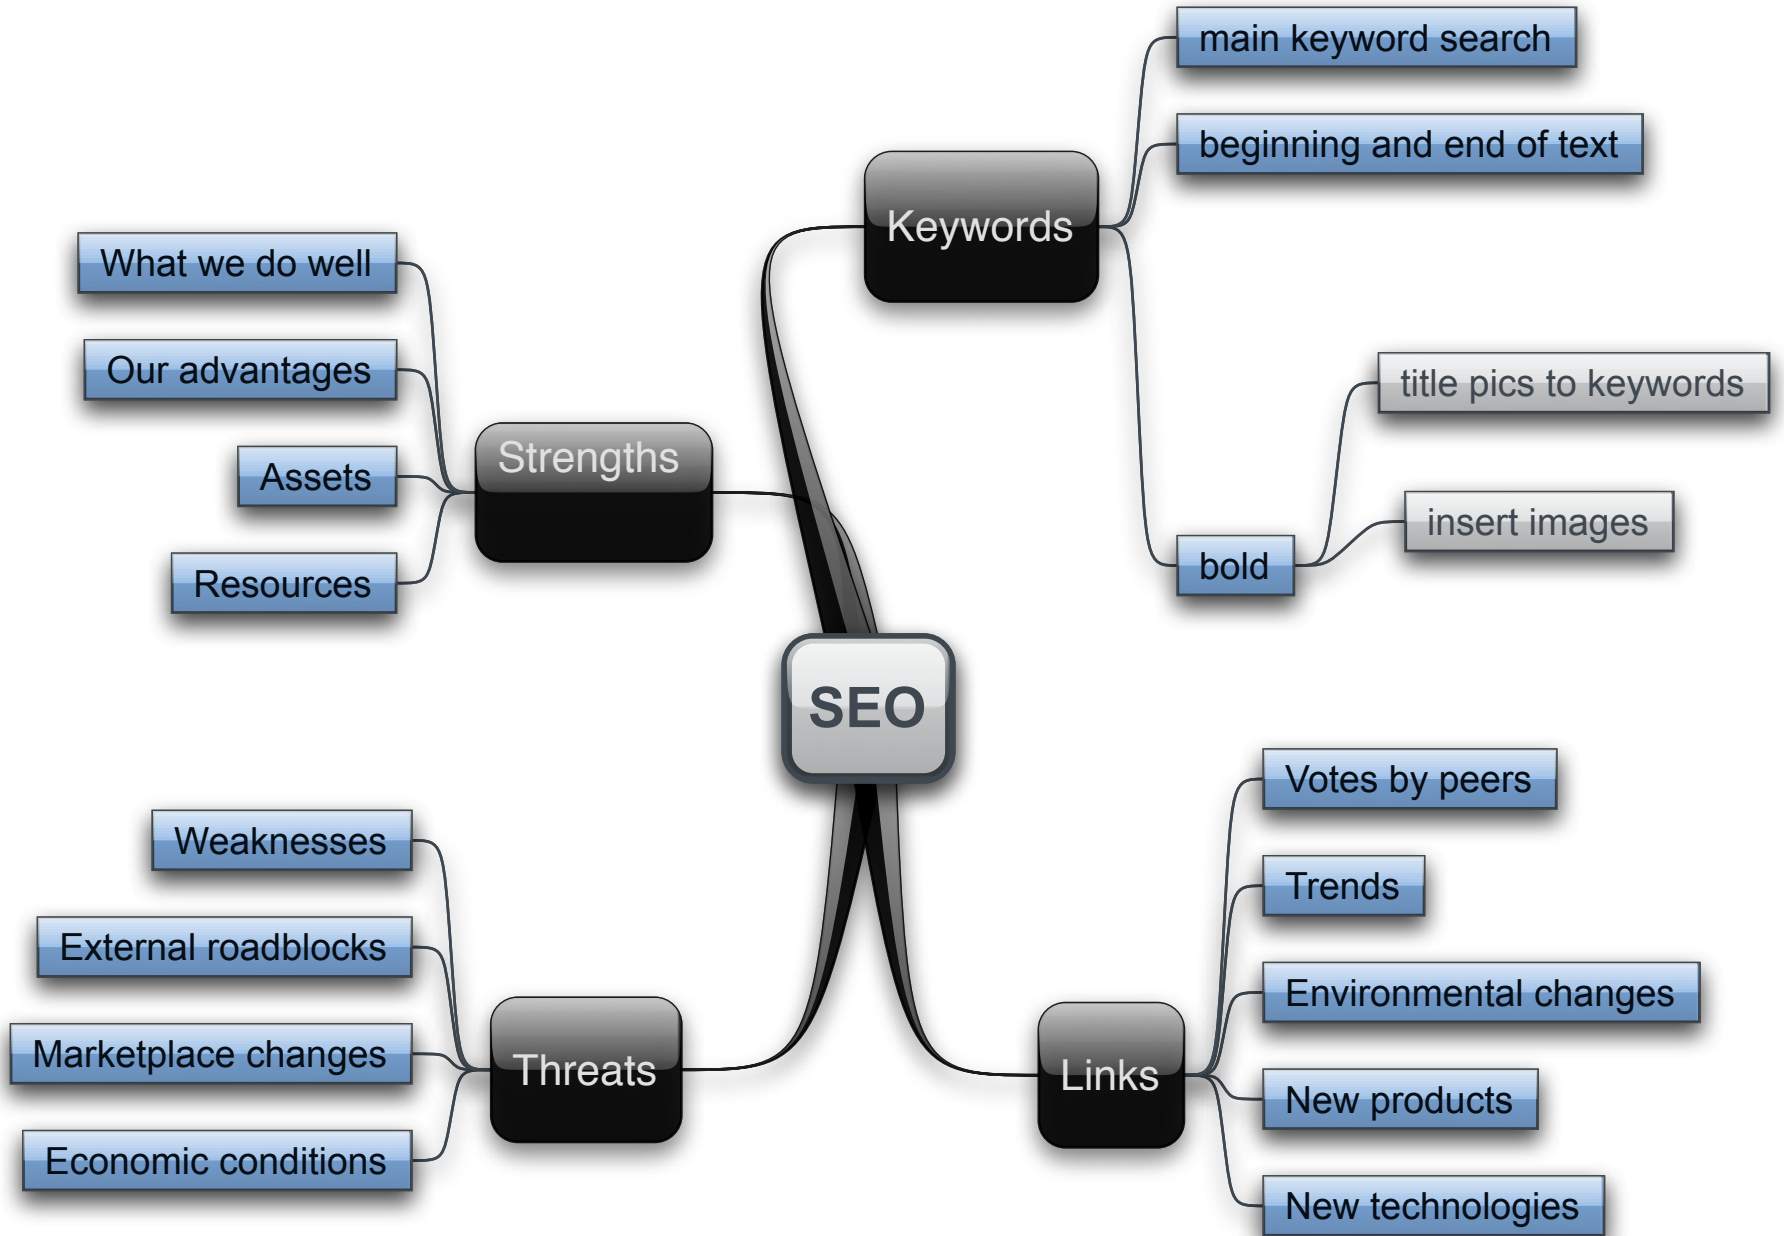 SEO
Keywords
main keyword search
beginning and end of text
bold
title pics to keywords
insert images
Strengths
What we do well
Our advantages
Assets
Resources
Threats
Weaknesses
External roadblocks
Marketplace changes
Economic conditions
Links
Votes by peers
Trends
Environmental changes
New products
New technologies